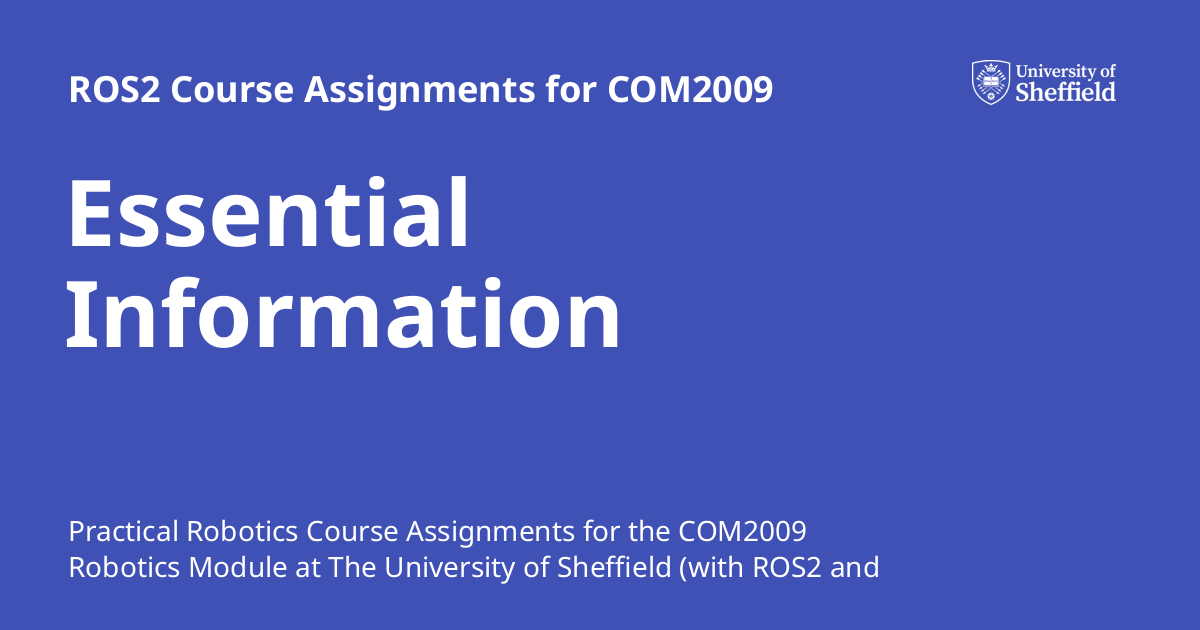 ROS2 Course Assignments for COM2009
University of
Sheffield
Essential
Information
Practical Robotics Course Assignments for the COM2009
Robotics Module at The University of Sheffield (with ROS2 and